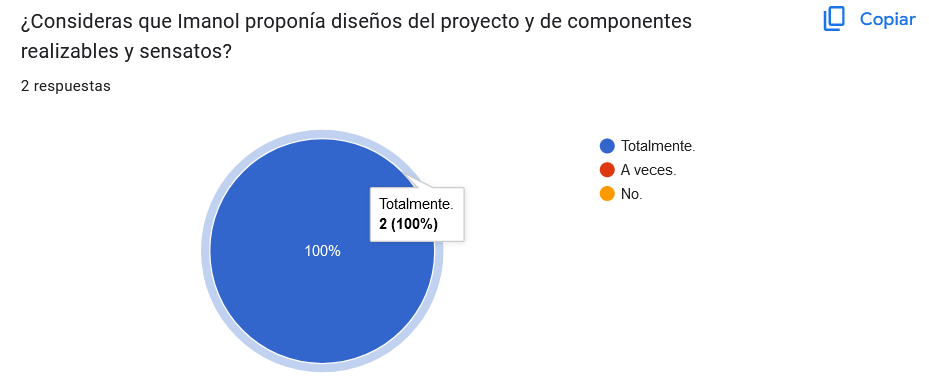 ¿Consideras que Imanol proponía diseños del proyecto y de componentes
realizables y sensatos?
Copiar
2 respuestas
Totalmente.
A veces.
No.
Totalmente.
2 (100%)
100%